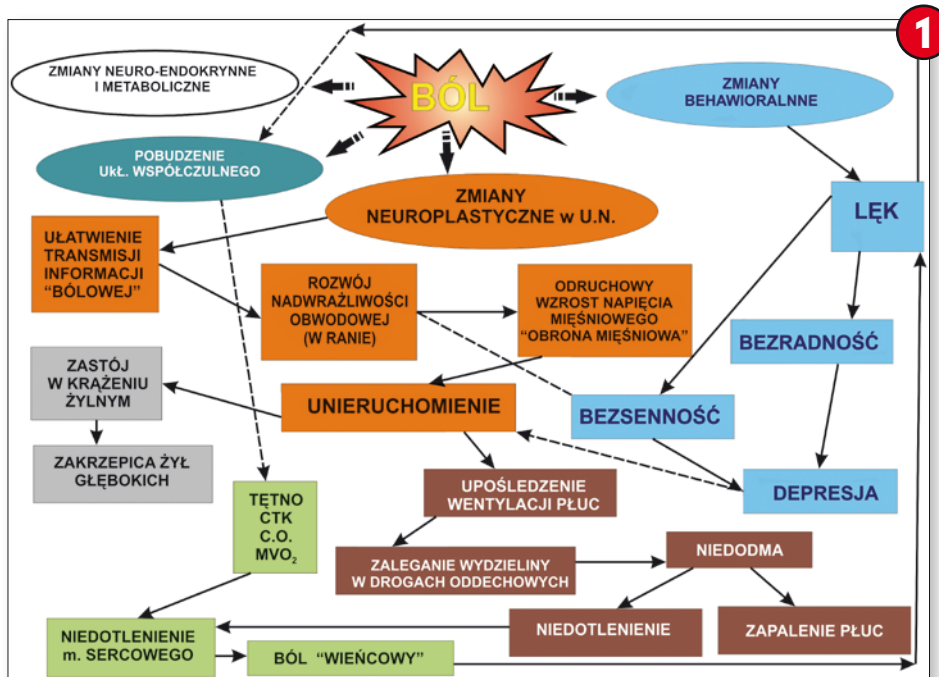 1
ZMIANY NEURO-ENDOKRYNNE
I METABOLICZNE
BÓL
ZMIANY
BEHAWIORALNNE
POBUDZENIE
UkŁ. WSPÓŁCZULNEGO
ZMIANY
NEUROPLASTYCZNE w U.N.
LĘK
UŁATWIENIE
TRANSMISJI
INFORMACJI
“BÓLOWEJ”
ROZWÓJ
NADWRAŻLIWOŚCI
OBWODOWEJ
(W RANIE)
ODRUCHOWY
WZROST NAPIĘCIA
MIĘŚNIOWEGO
“OBRONA MIĘŚNIOWA”
BEZRADNOŚĆ
ZASTÓJ
W KRĄŻENIU
ŻYLNYM
UNIERUCHOMIENIE
BEZSENNOŚĆ
ZAKRZEPICA ŻYŁ
GŁĘBOKICH
TĘTNO
CTK
C.O.
MVO₂
UPOŚLEDZENIE
WENTYLACJI PŁUC
DEPRESJA
ZALEGANIE WYDZIELINY
W DROGACH ODDECHOWYCH
NIEDODMA
NIEDOTLENIENIE
m. SERCOWEGO
NIEDOTLENIENIE
ZAPALENIE PŁUC
BÓL “WIEŃCOWY”